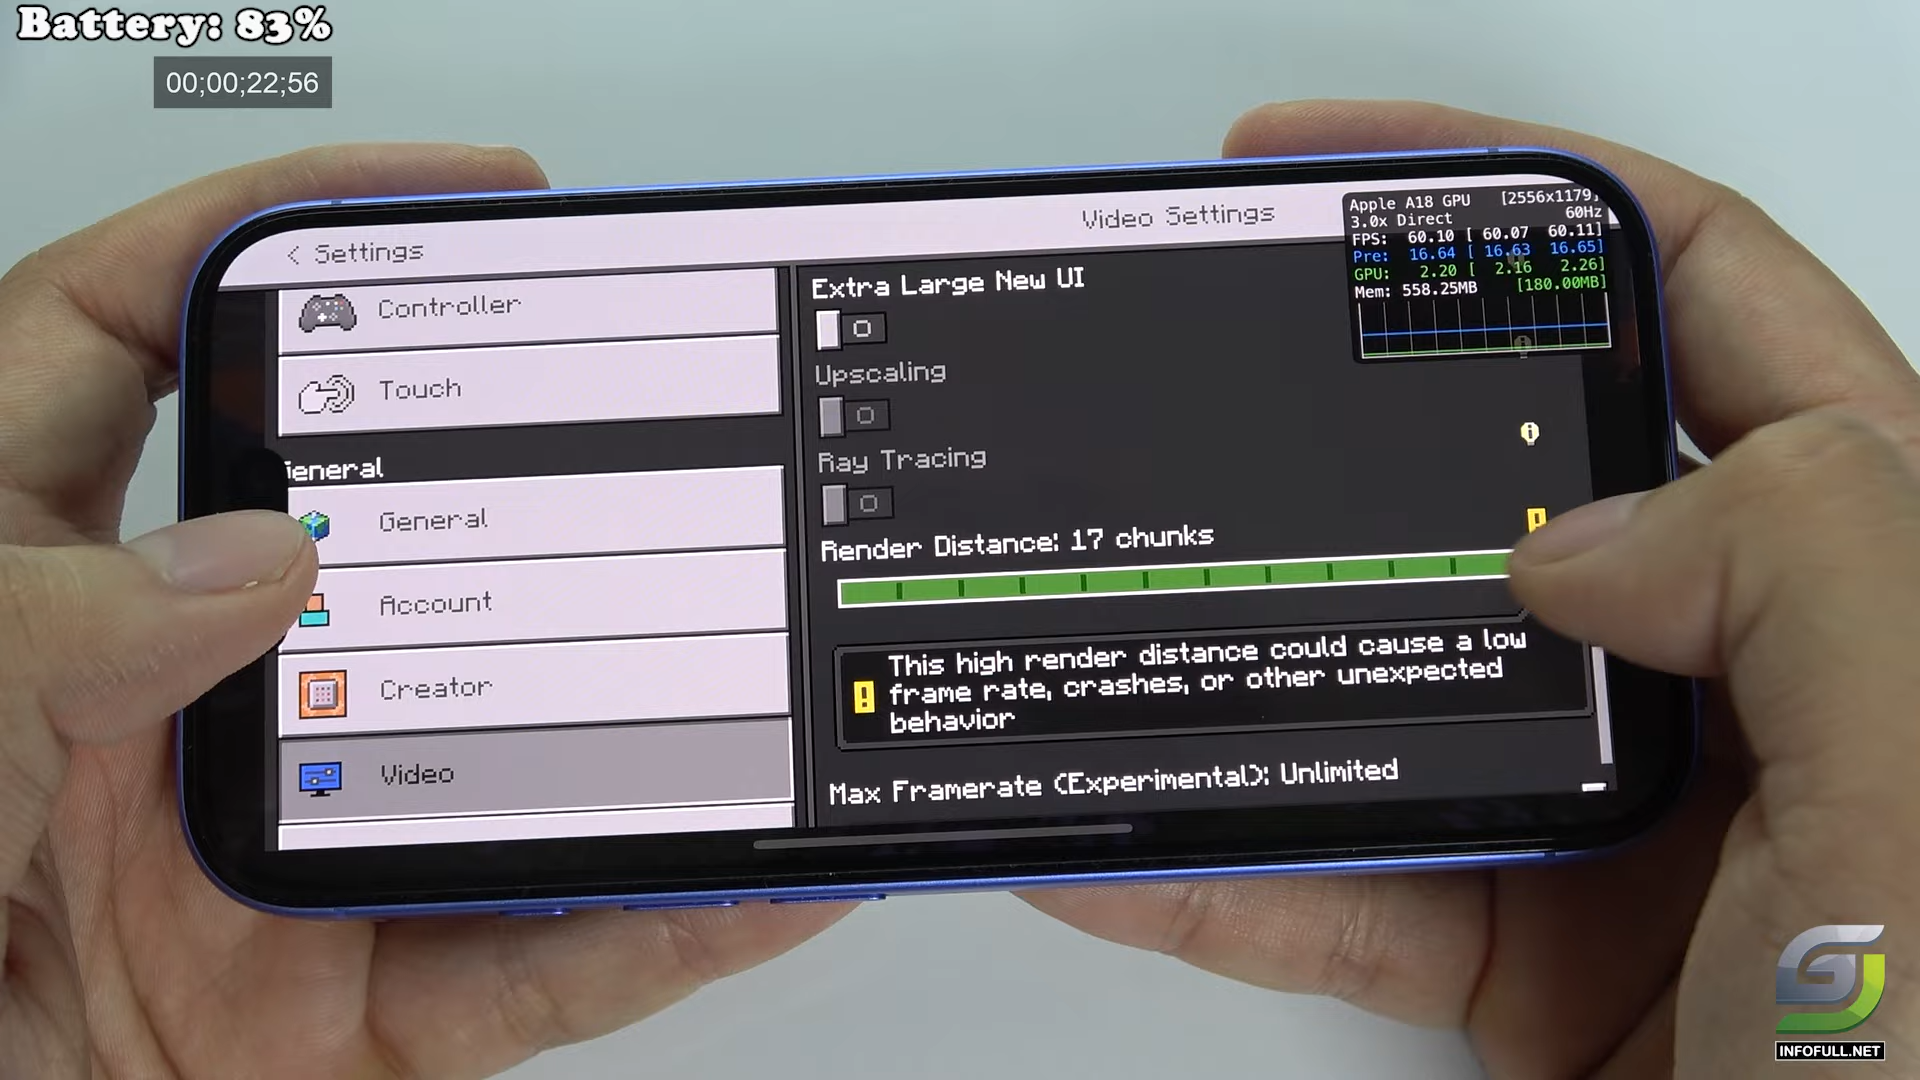 Battery: 83%
00;00;22;56
< Settings
Video Settings
Controller
Touch
General
General
Account
Creator
Video
Extra Large New UI
Upscaling
Ray Tracing
Render Distance: 17 chunks
This high render distance could cause a low
frame rate, crashes, or other unexpected
behavior
Max Framerate (Experimental): Unlimited
Apple A18 GPU [2556x1179,
3.0x Direct 60Hz
FPS: 60.10 [ 60.07 60.11]
Pre: 16.64 [ 16.63 16.65]
GPU: 2.20 [ 2.16 2.26]
Mem: 558.25MB [180.00MB]
INFOFULL.NET